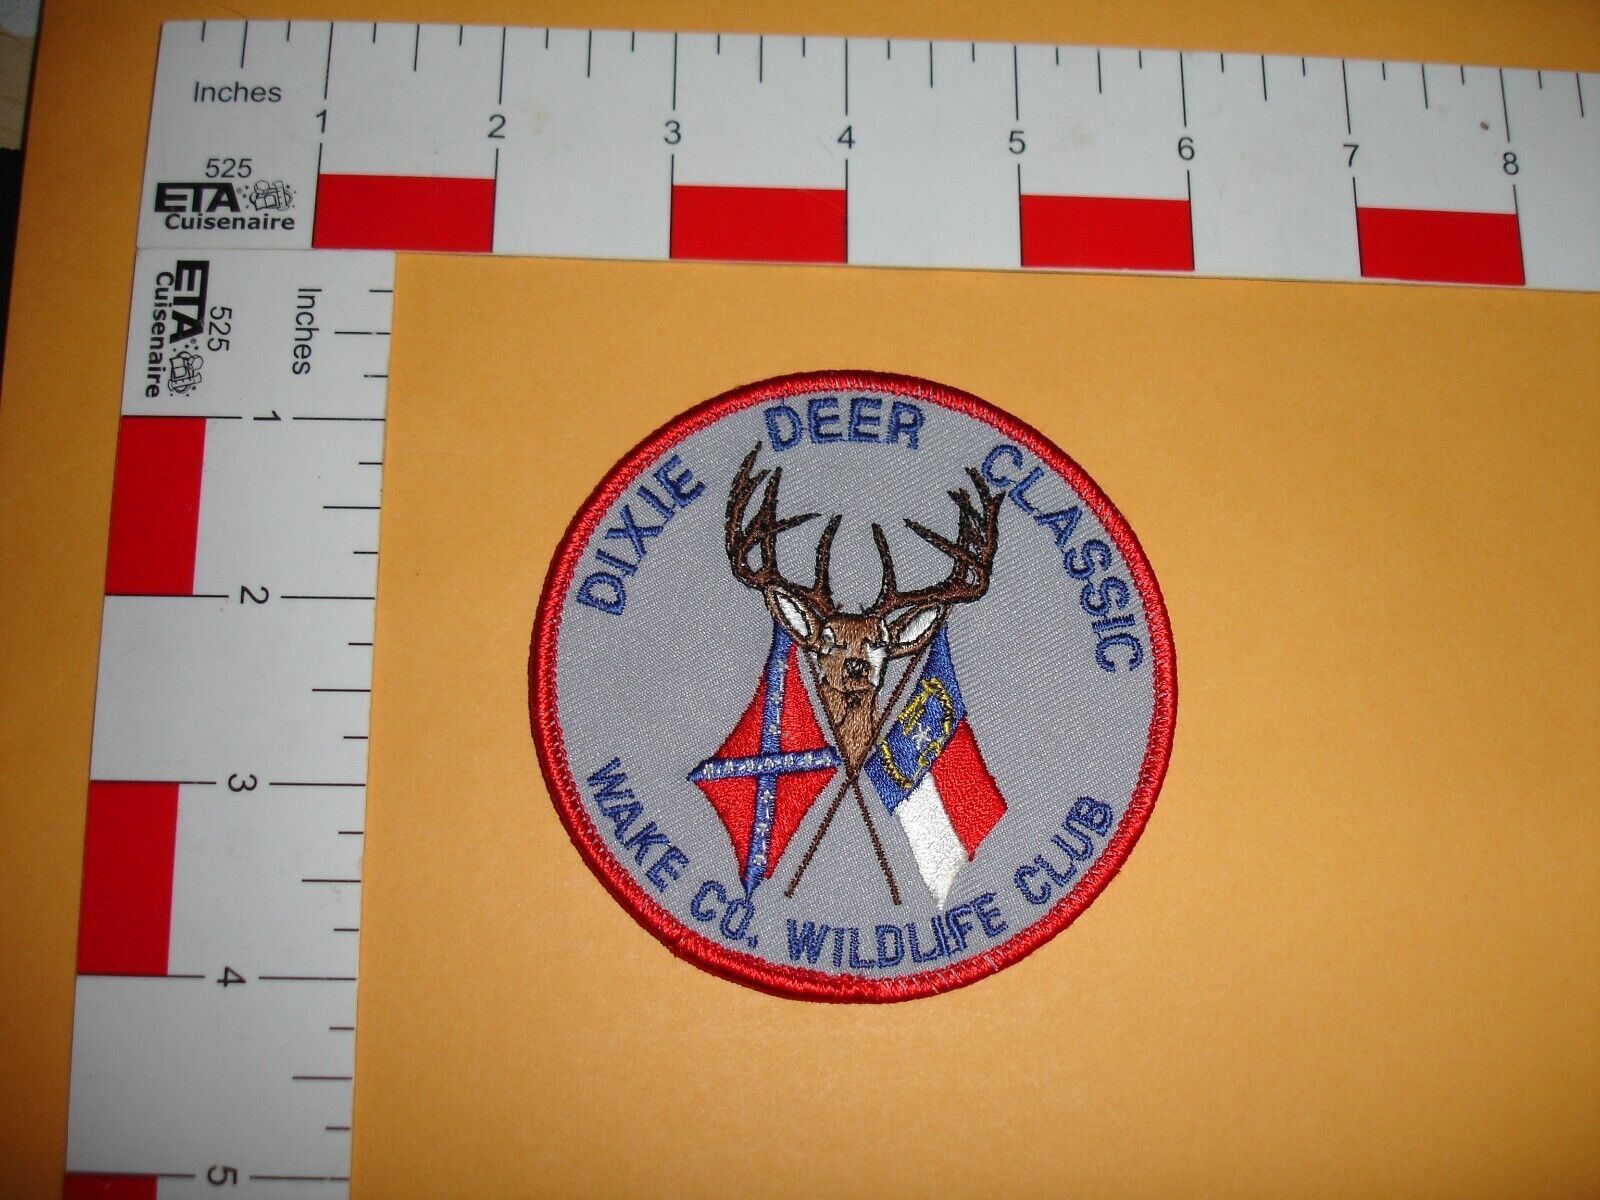 Inches
1 2 3 4 5 6 7 8
525
ETA
Cuisenaire
ETA
Cuisenaire
525
Inches
1
2
3
4
5
DIXIE DEER CLASSIC
WAKE CO. WILDLIFE CLUB